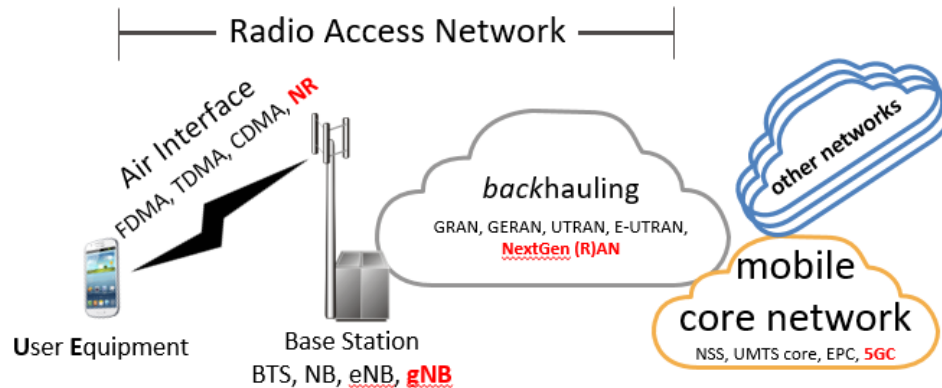 Radio Access Network
Air Interface
FDMA, TDMA, CDMA, NR
other networks
backhauling
GRAN, GERAN, UTRAN, E-UTRAN,
NextGen (R)AN
mobile
core network
NSS, UMTS core, EPC, 5GC
User Equipment
Base Station
BTS, NB, eNB, gNB